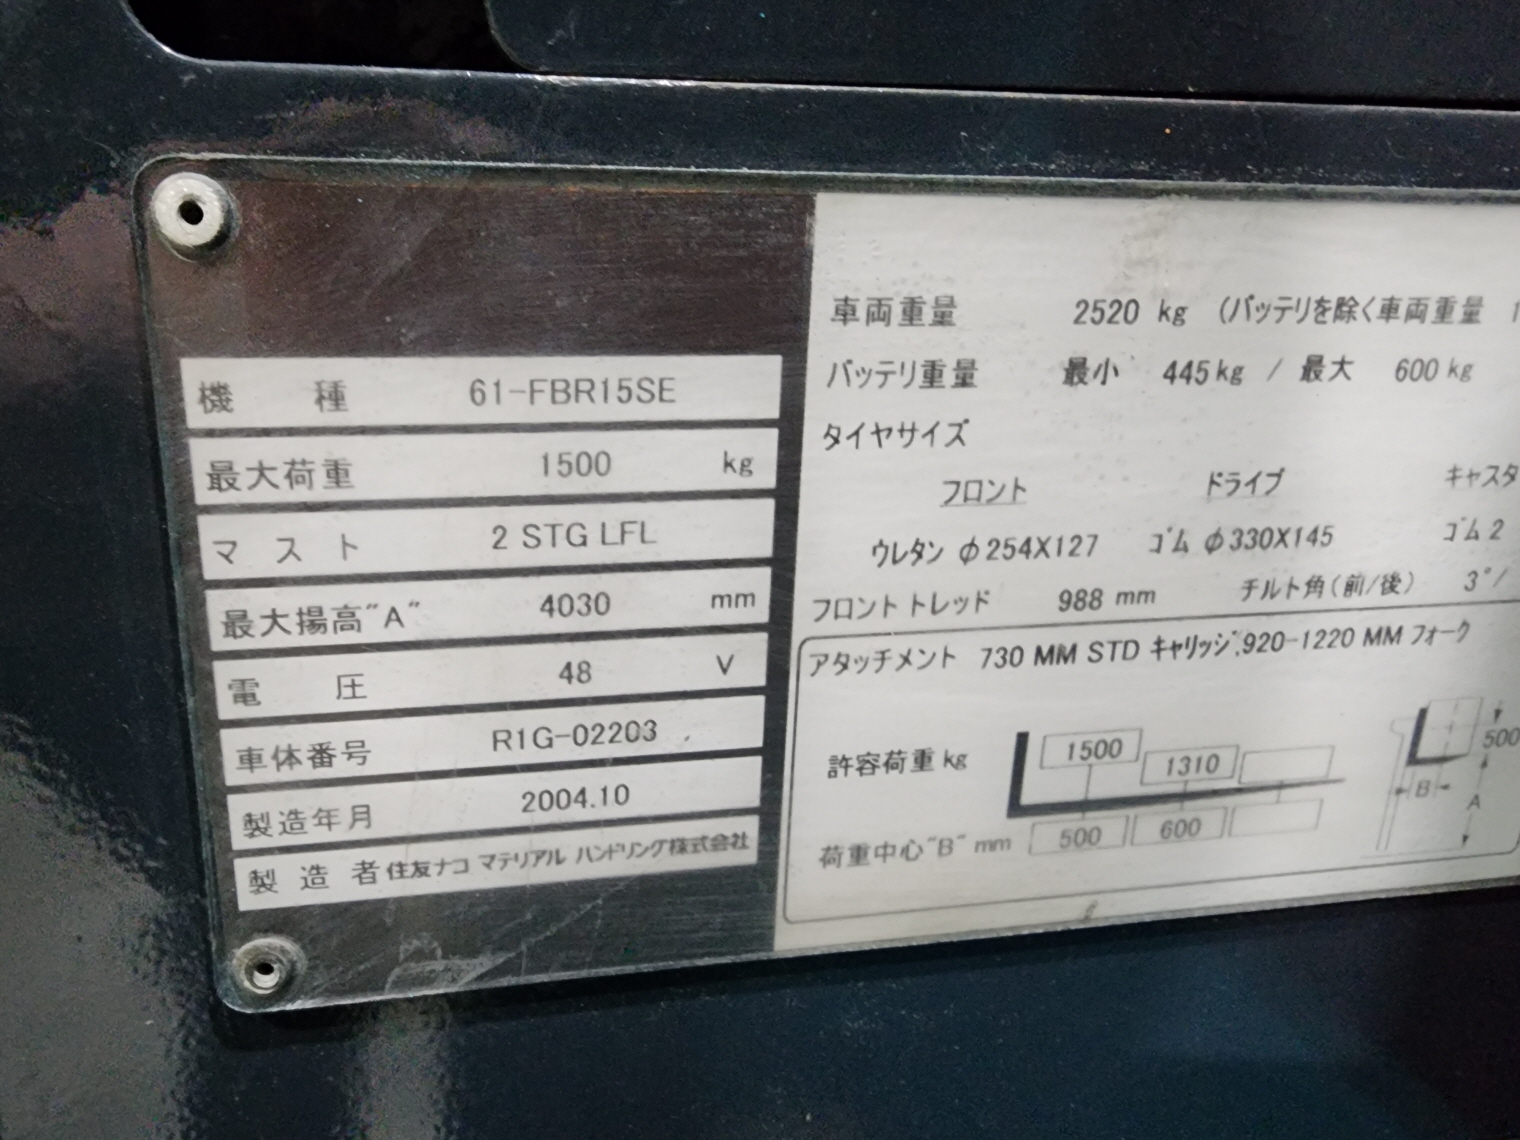 機 種 61-FBR15SE
最大荷重 1500 kg
マスト 2 STG LFL
最大揚高"A" 4030 mm
電 圧 48 V
車体番号 R1G-02203
製造年月 2004.10
製造者 住友ナコ マテリアル ハンドリング株式会社
車両重量 2520 kg (バッテリを除く車両重量
バッテリ重量 最小 445kg / 最大 600 kg
タイヤサイズ
フロント ドライブ キャスタ
ウレタン φ254X127 ゴム φ330X145 ゴム 2
フロント トレッド 988 mm チルト角(前/後) 3°/
アタッチメント 730 MM STD キャリッジ,920-1220 MM フォーク
許容荷重 kg 1500 1310
荷重中心"B" mm 500 600
500
B
A